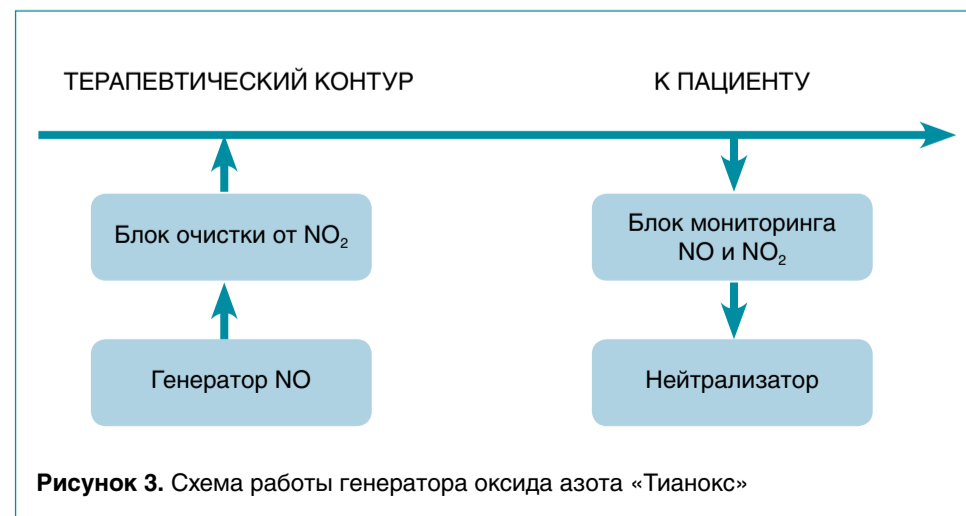 ТЕРАПЕВТИЧЕСКИЙ КОНТУР
К ПАЦИЕНТУ
Блок очистки от NO₂
Блок мониторинга
NO и NO₂
Генератор NO
Нейтрализатор
Рисунок 3. Схема работы генератора оксида азота «Тианокс»